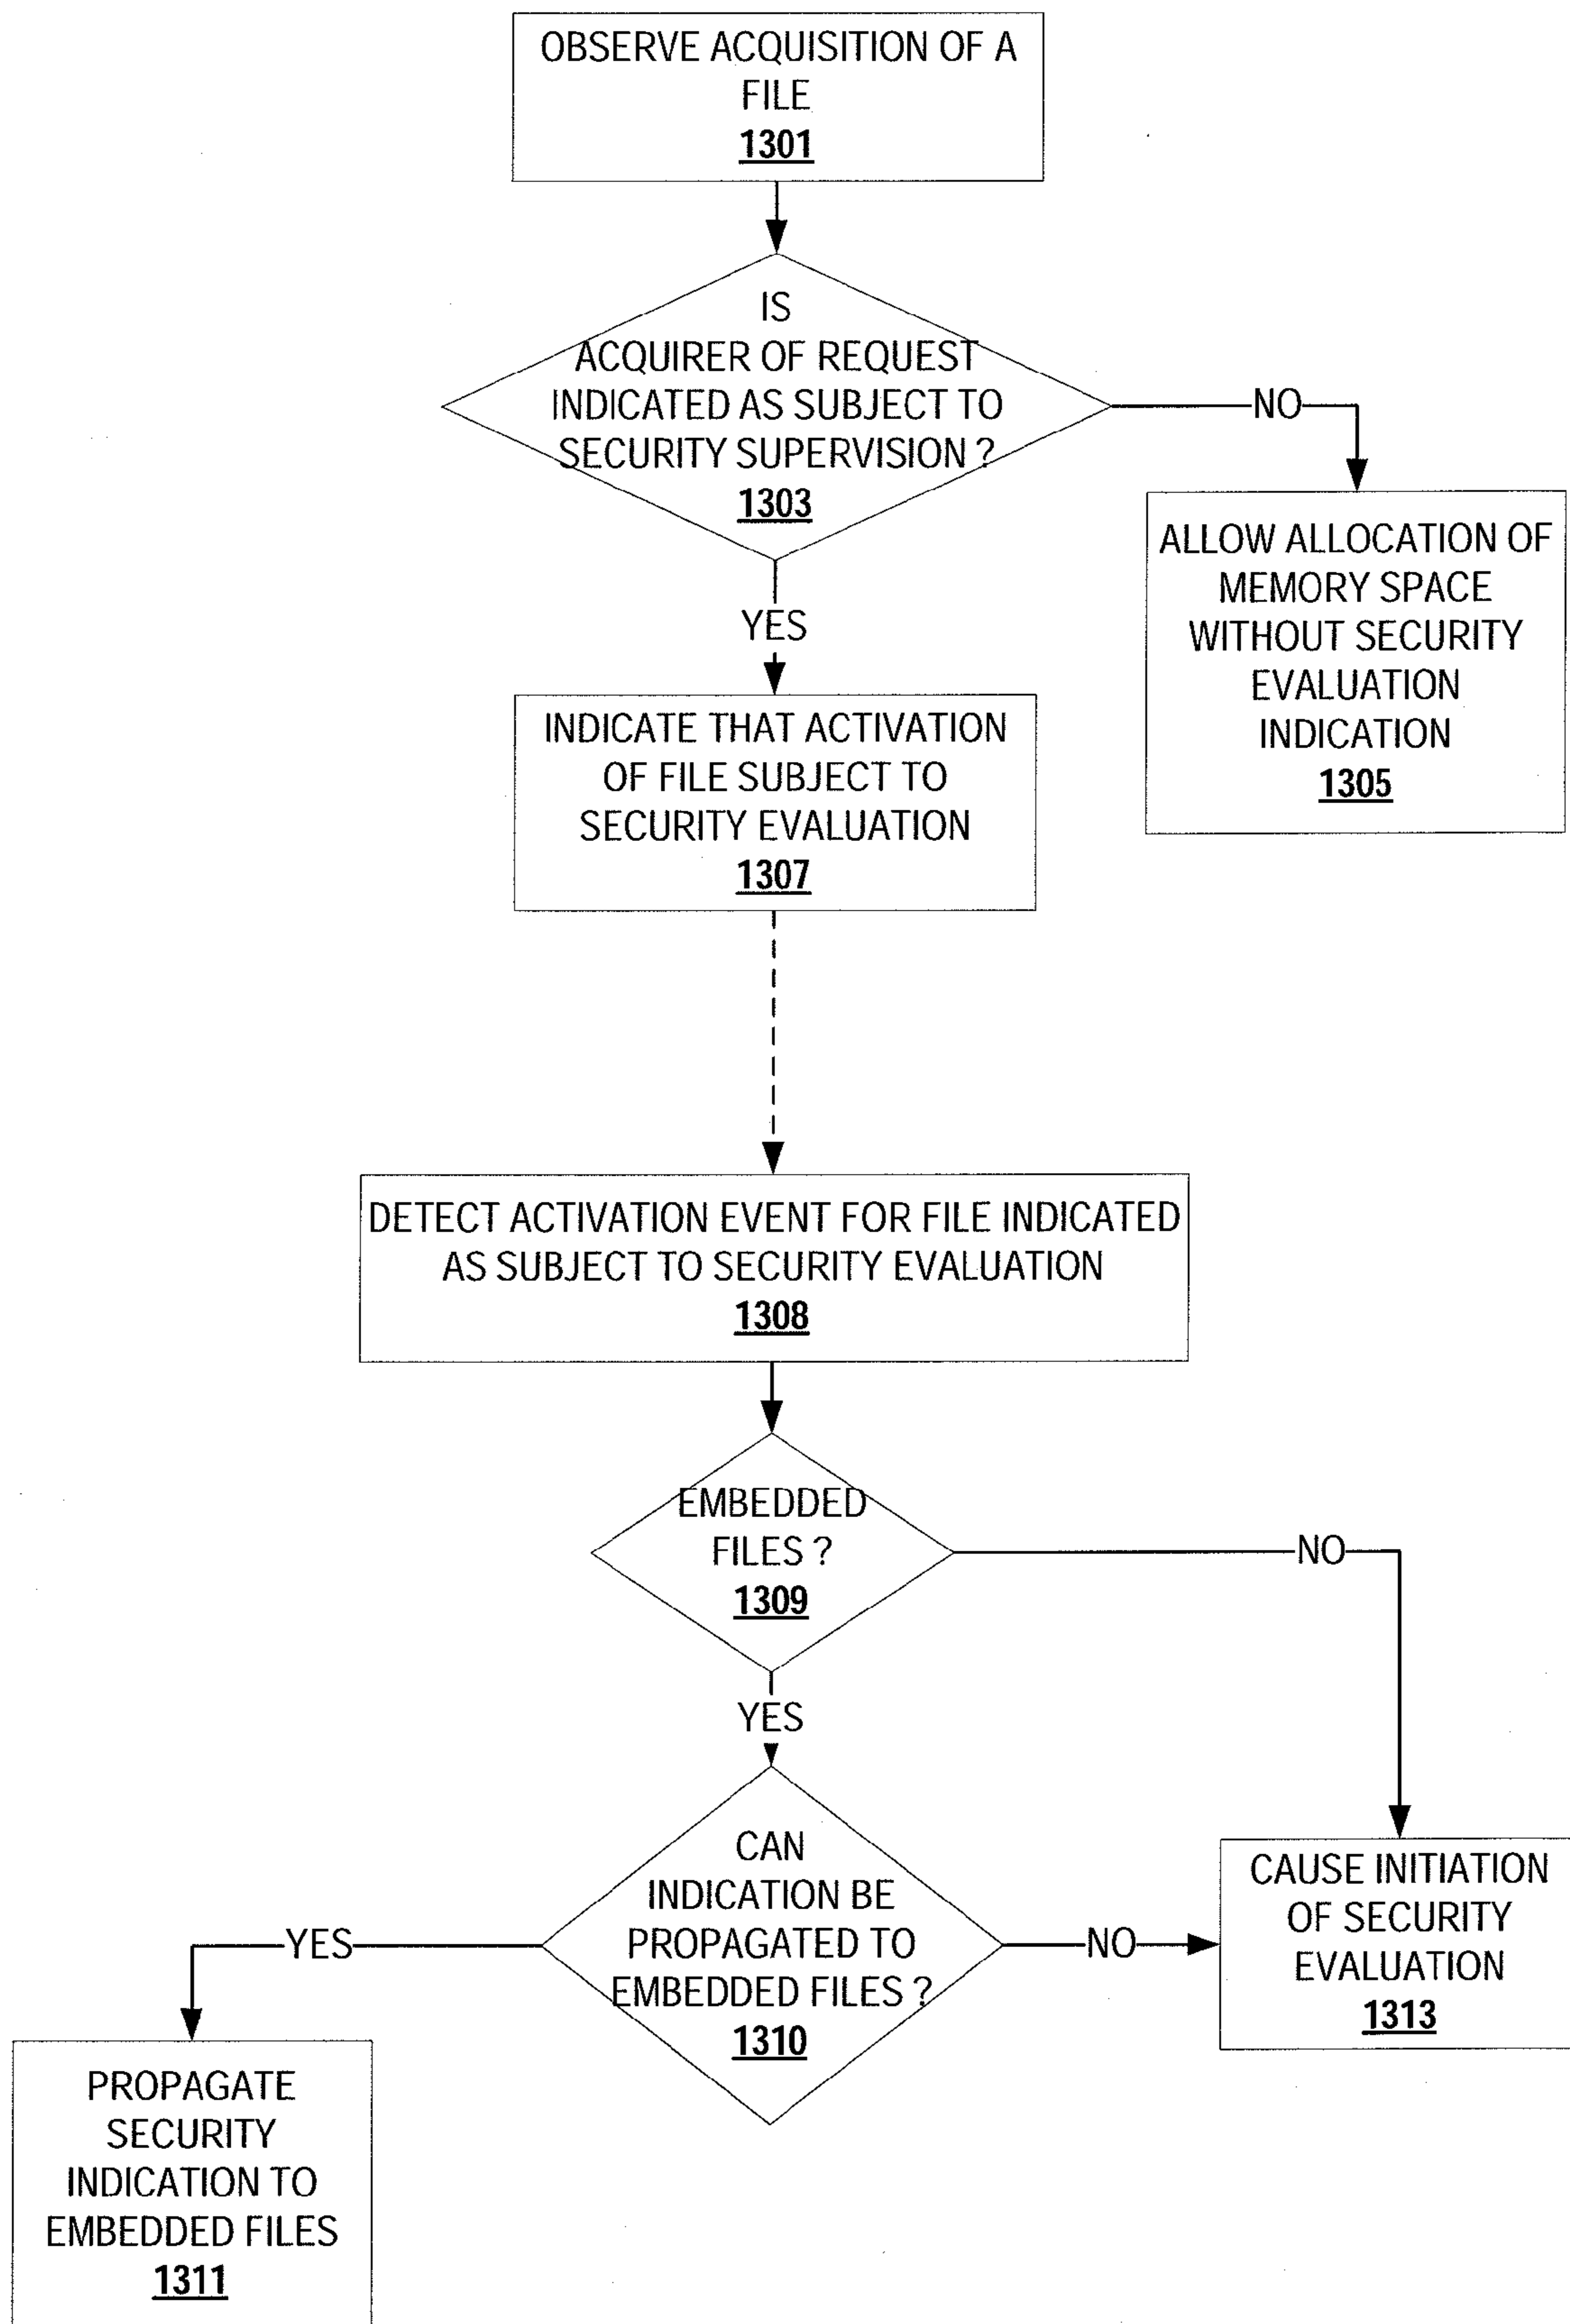 OBSERVE ACQUISITION OF A
FILE
1301
IS
ACQUIRER OF REQUEST
INDICATED AS SUBJECT TO
SECURITY SUPERVISION ?
1303
NO
ALLOW ALLOCATION OF
MEMORY SPACE
WITHOUT SECURITY
EVALUATION
INDICATION
1305
YES
INDICATE THAT ACTIVATION
OF FILE SUBJECT TO
SECURITY EVALUATION
1307
DETECT ACTIVATION EVENT FOR FILE INDICATED
AS SUBJECT TO SECURITY EVALUATION
1308
EMBEDDED
FILES ?
1309
NO
YES
CAN
INDICATION BE
PROPAGATED TO
EMBEDDED FILES ?
1310
YES
NO
CAUSE INITIATION
OF SECURITY
EVALUATION
1313
PROPAGATE
SECURITY
INDICATION TO
EMBEDDED FILES
1311